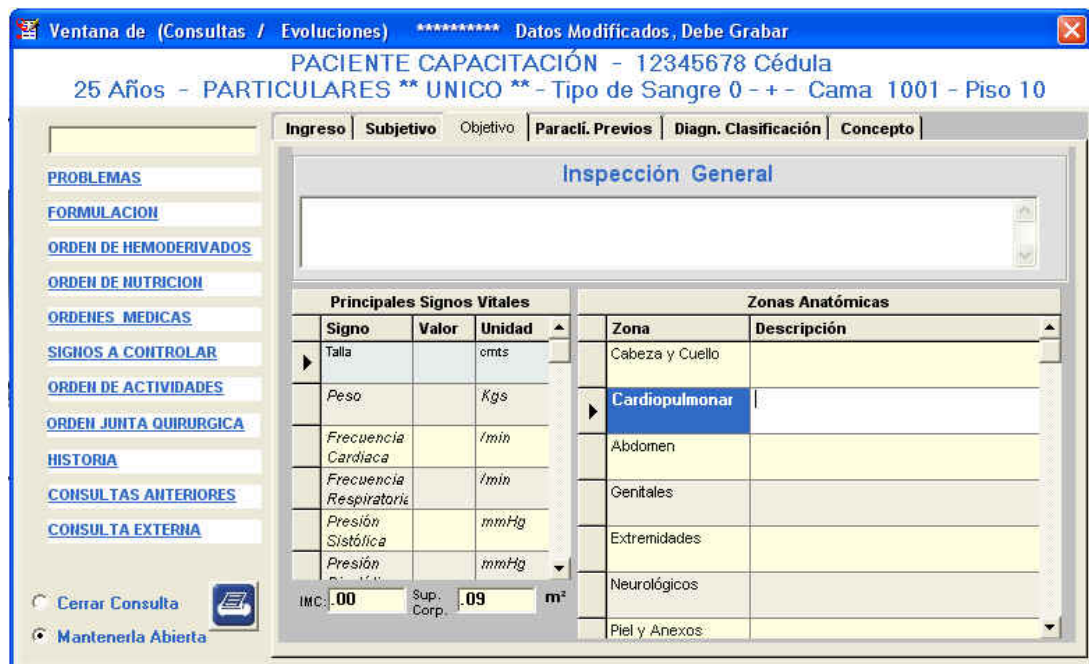 Ventana de (Consultas / Evoluciones) ********** Datos Modificados, Debe Grabar
PACIENTE CAPACITACIÓN - 12345678 Cédula
25 Años - PARTICULARES ** UNICO ** - Tipo de Sangre 0 - + - Cama 1001 - Piso 10
Ingreso Subjetivo Objetivo Paraclí. Previos Diagn. Clasificación Concepto
PROBLEMAS
FORMULACION
ORDEN DE HEMODERIVADOS
ORDEN DE NUTRICION
ORDENES MEDICAS
SIGNOS A CONTROLAR
ORDEN DE ACTIVIDADES
ORDEN JUNTA QUIRURGICA
HISTORIA
CONSULTAS ANTERIORES
CONSULTA EXTERNA
Cerrar Consulta
Mantenerla Abierta
Inspección General
Principales Signos Vitales
Signo Valor Unidad
Talla cmts
Peso Kgs
Frecuencia /min
Cardiaca
Frecuencia /min
Respiratoria
Presión mmHg
Sistólica
Presión mmHg
IMC: .00 Sup. Corp. .09 m²
Zonas Anatómicas
Zona Descripción
Cabeza y Cuello
Cardiopulmonar
Abdomen
Genitales
Extremidades
Neurológicos
Piel y Anexos